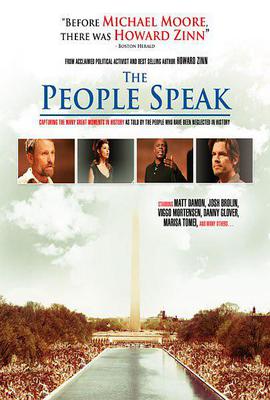 "BEFORE MICHAEL MOORE,
THERE WAS HOWARD ZINN"
- BOSTON HERALD
FROM ACCLAIMED POLITICAL ACTIVIST AND BEST SELLING AUTHOR HOWARD ZINN
THE
PEOPLE SPEAK
CAPTURING THE MANY GREAT MOMENTS IN HISTORY AS TOLD BY THE PEOPLE WHO HAVE BEEN NEGLECTED IN HISTORY
STARRING MATT DAMON, JOSH BROLIN,
VIGGO MORTENSEN, DANNY GLOVER,
MARISA TOMEI, AND MANY OTHERS...